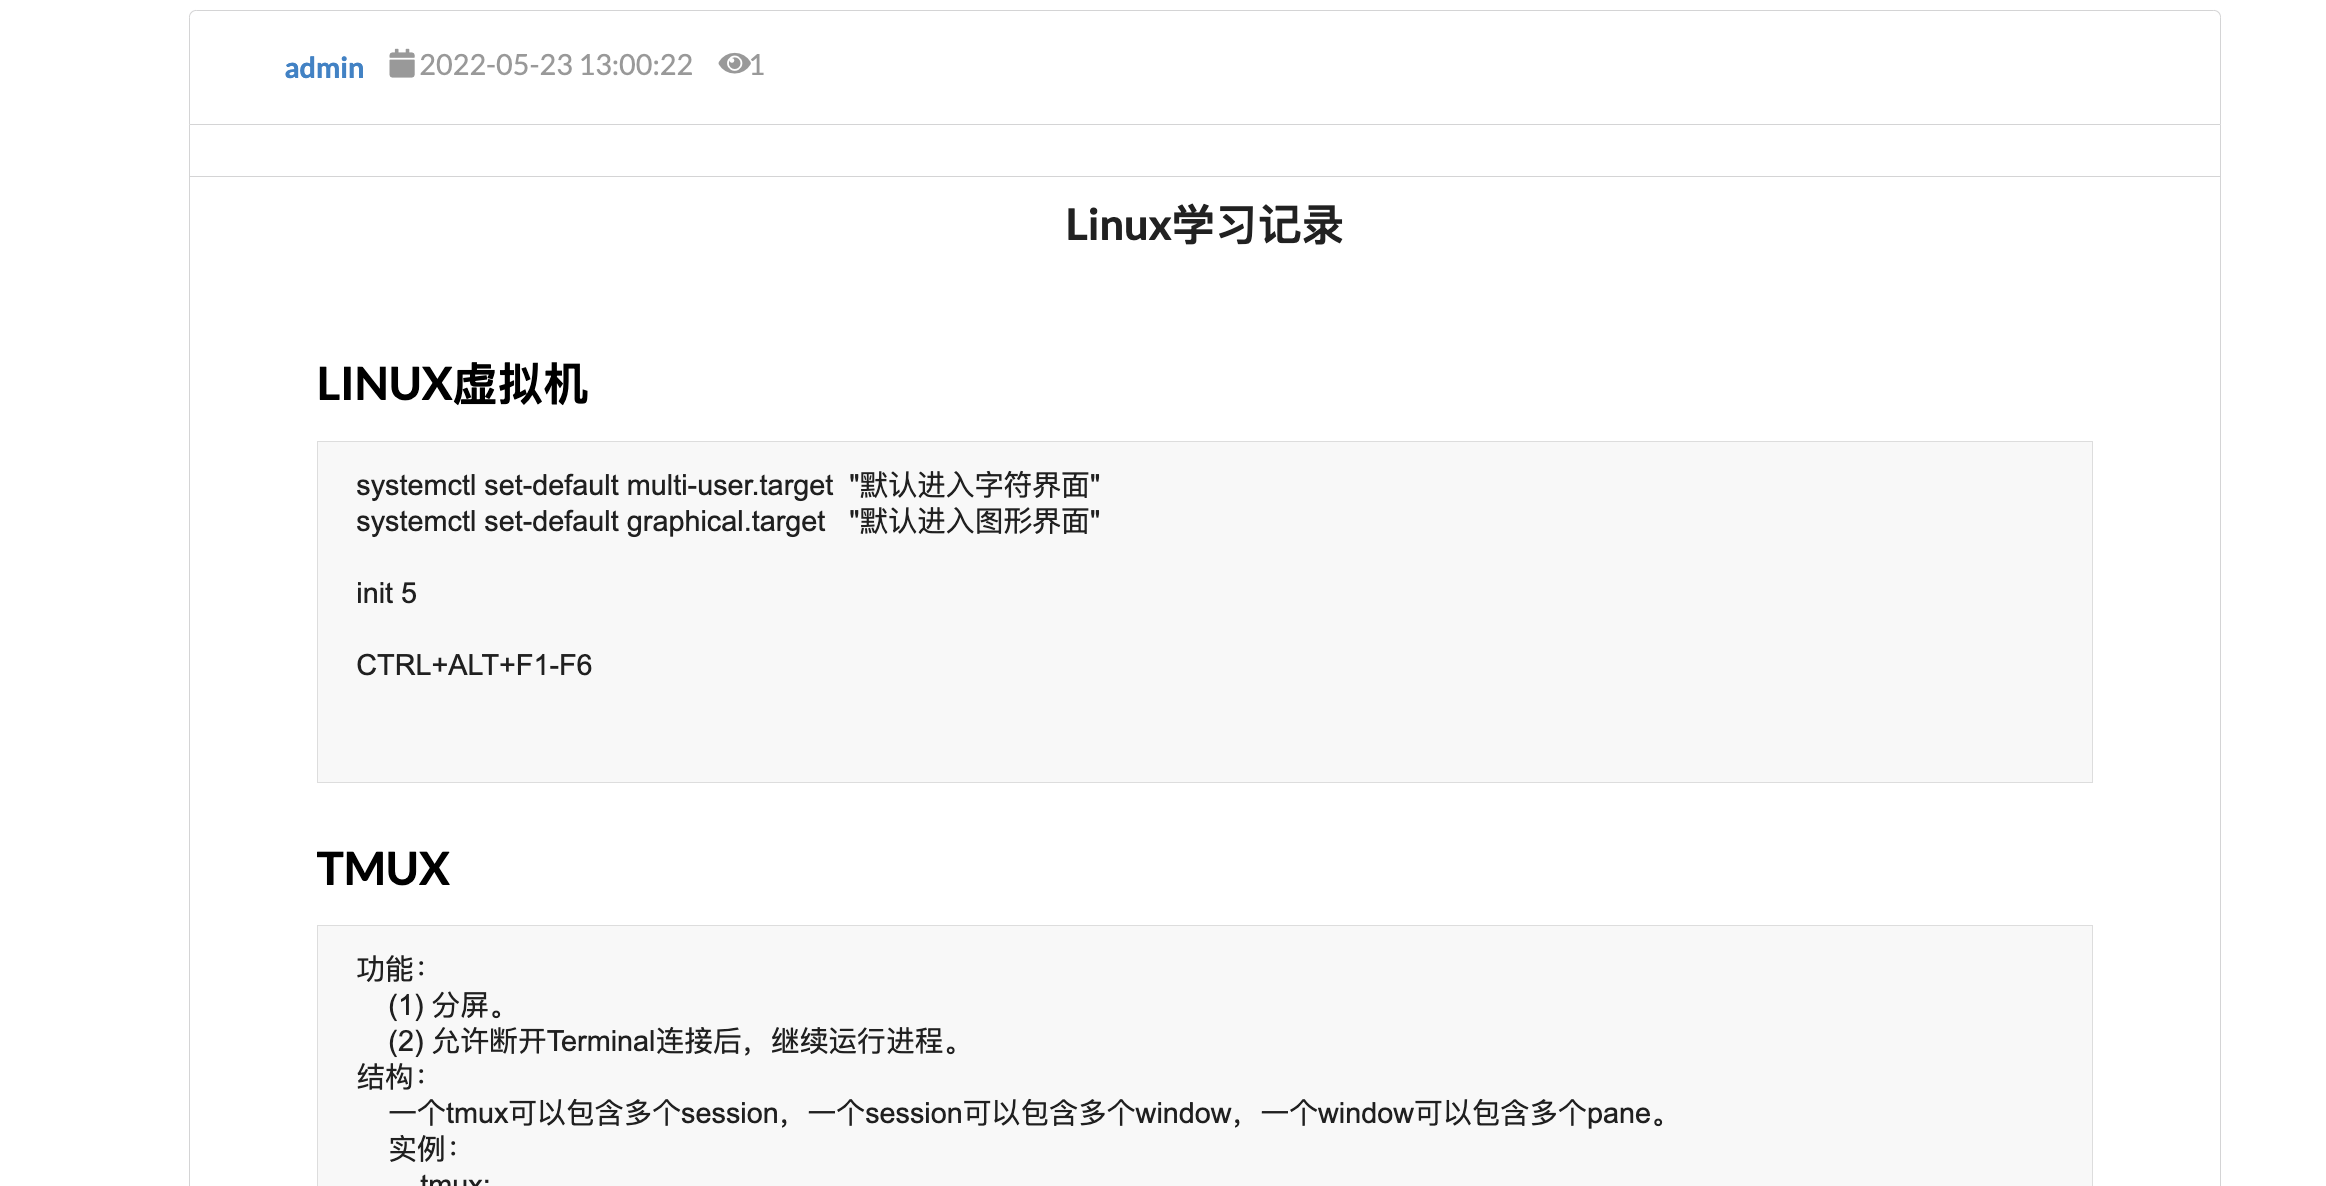 admin 2022-05-23 13:00:22 1
Linux学习记录
LINUX虚拟机
systemctl set-default multi-user.target  "默认进入字符界面"
systemctl set-default graphical.target   "默认进入图形界面"
init 5
CTRL+ALT+F1-F6
TMUX
功能：
(1) 分屏。
(2) 允许断开Terminal连接后，继续运行进程。
结构：
一个tmux可以包含多个session，一个session可以包含多个window，一个window可以包含多个pane。
实例：
tmux: